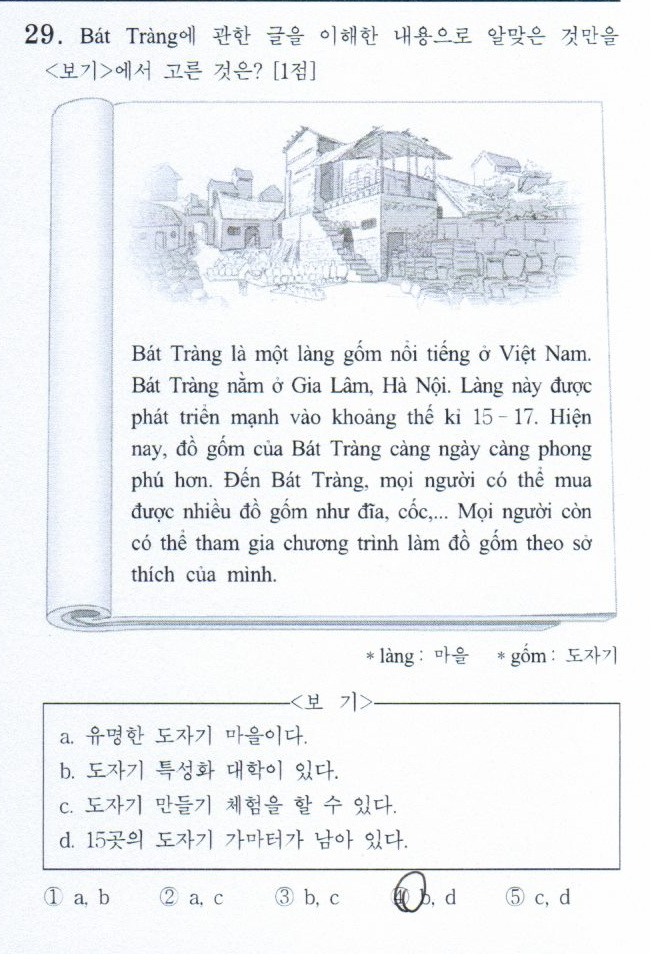 29. Bát Tràng에 관한 글을 이해한 내용으로 알맞은 것만을
<보기>에서 고른 것은? [1점]
Bát Tràng là một làng gốm nổi tiếng ở Việt Nam.
Bát Tràng nằm ở Gia Lâm, Hà Nội. Làng này được
phát triển mạnh vào khoảng thế kỉ 15-17. Hiện
nay, đồ gốm của Bát Tràng càng ngày càng phong
phú hơn. Đến Bát Tràng, mọi người có thể mua
được nhiều đồ gốm như đĩa, cốc,... Mọi người còn
có thể tham gia chương trình làm đồ gốm theo sở
thích của mình.
* làng : 마을 * gốm : 도자기
<보 기>
a. 유명한 도자기 마을이다.
b. 도자기 특성화 대학이 있다.
c. 도자기 만들기 체험을 할 수 있다.
d. 15곳의 도자기 가마터가 남아 있다.
① a, b ② a, c ③ b, c ④ b, d ⑤ c, d